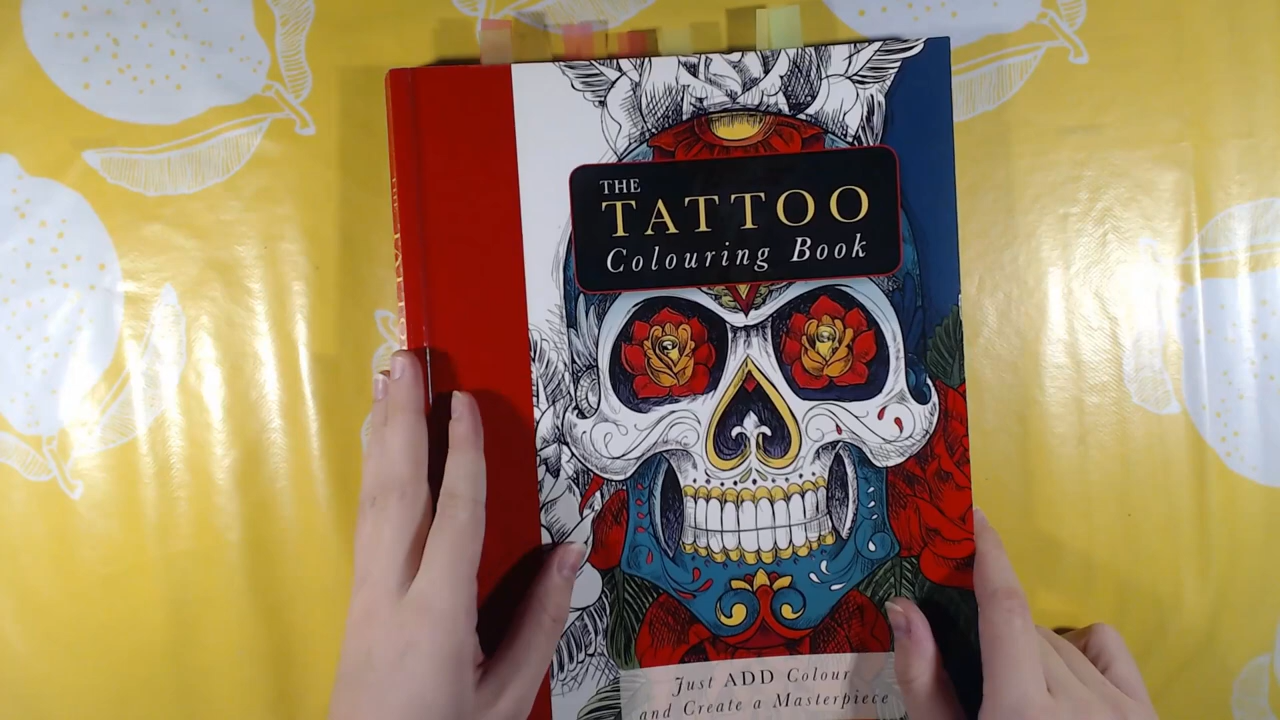 THE
TATTOO
Colouring Book
Just ADD Colour
and Create a Masterpiece